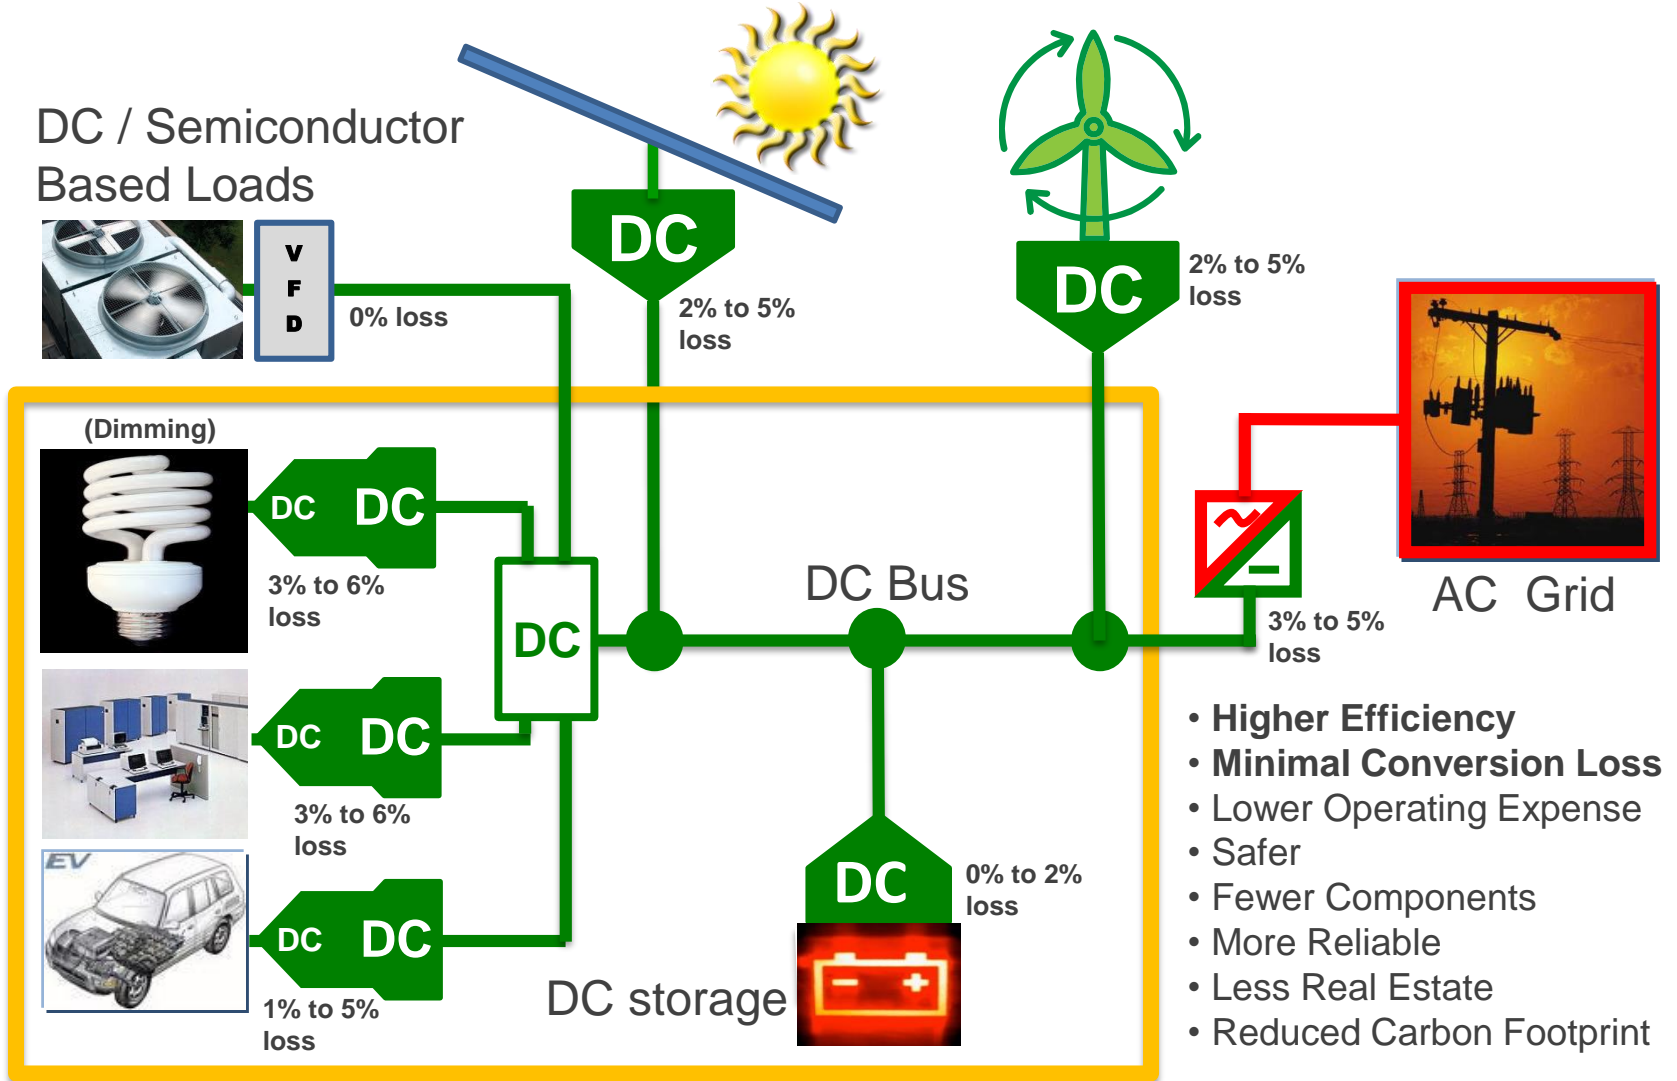 DC / Semiconductor
Based Loads
V
F
D
0% loss
DC
2% to 5%
loss
DC
2% to 5%
loss
(Dimming)
DC DC
3% to 6%
loss
DC
DC Bus
3% to 5%
loss
AC Grid
DC DC
3% to 6%
loss
EV
DC DC
1% to 5%
loss
DC
0% to 2%
loss
DC storage
• Higher Efficiency
• Minimal Conversion Loss
• Lower Operating Expense
• Safer
• Fewer Components
• More Reliable
• Less Real Estate
• Reduced Carbon Footprint